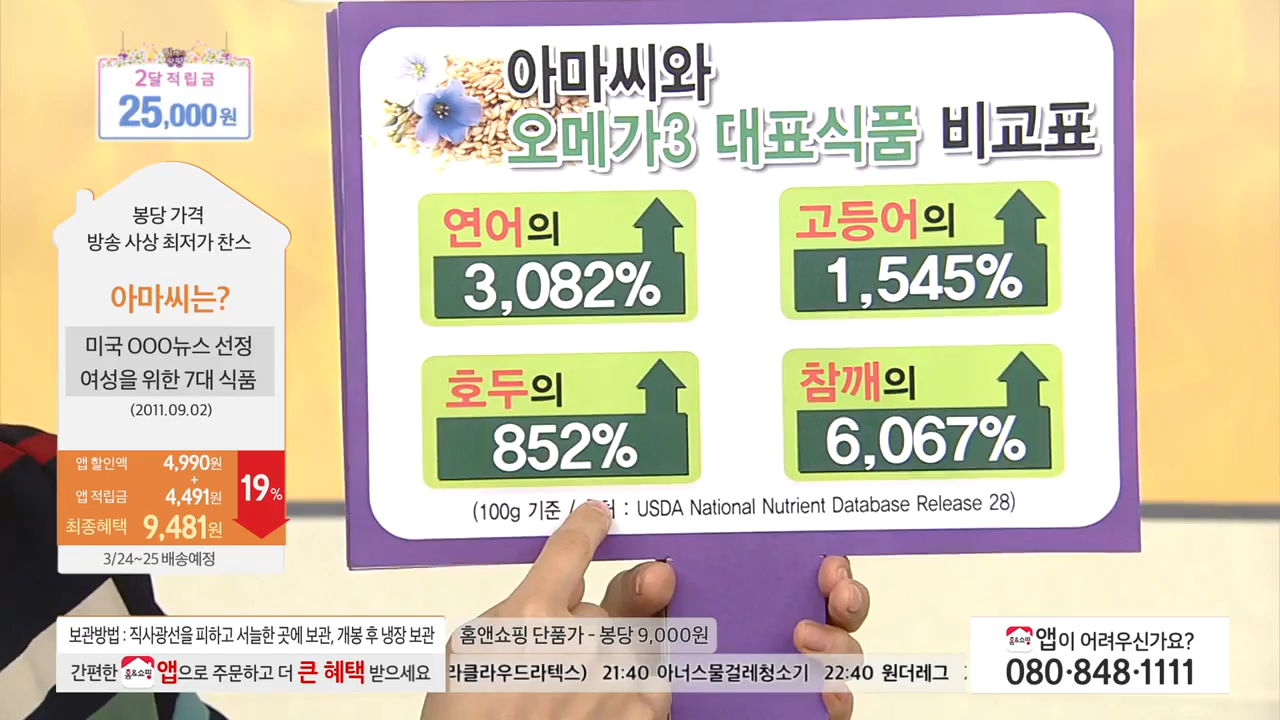 2달 적립금
25,000원
봉당 가격
방송 사상 최저가 찬스
아마씨는?
미국 OOO뉴스 선정
여성을 위한 7대 식품
(2011.09.02)
앱 할인액 4,990원
+
앱 적립금 4,491원
최종혜택 9,481원
19%
3/24~25 배송예정
아마씨와
오메가3 대표식품 비교표
연어의
3,082%
고등어의
1,545%
호두의
852%
참깨의
6,067%
(100g 기준 / : USDA National Nutrient Database Release 28)
보관방법 : 직사광선을 피하고 서늘한 곳에 보관, 개봉 후 냉장 보관
홈앤쇼핑 단품가 - 봉당 9,000원
간편한 홈&쇼핑 앱으로 주문하고 더 큰 혜택 받으세요
라클라우드라텍스) 21:40 아너스물걸레청소기 22:40 원더레그
홈&쇼핑 앱이 어려우신가요?
080·848·1111